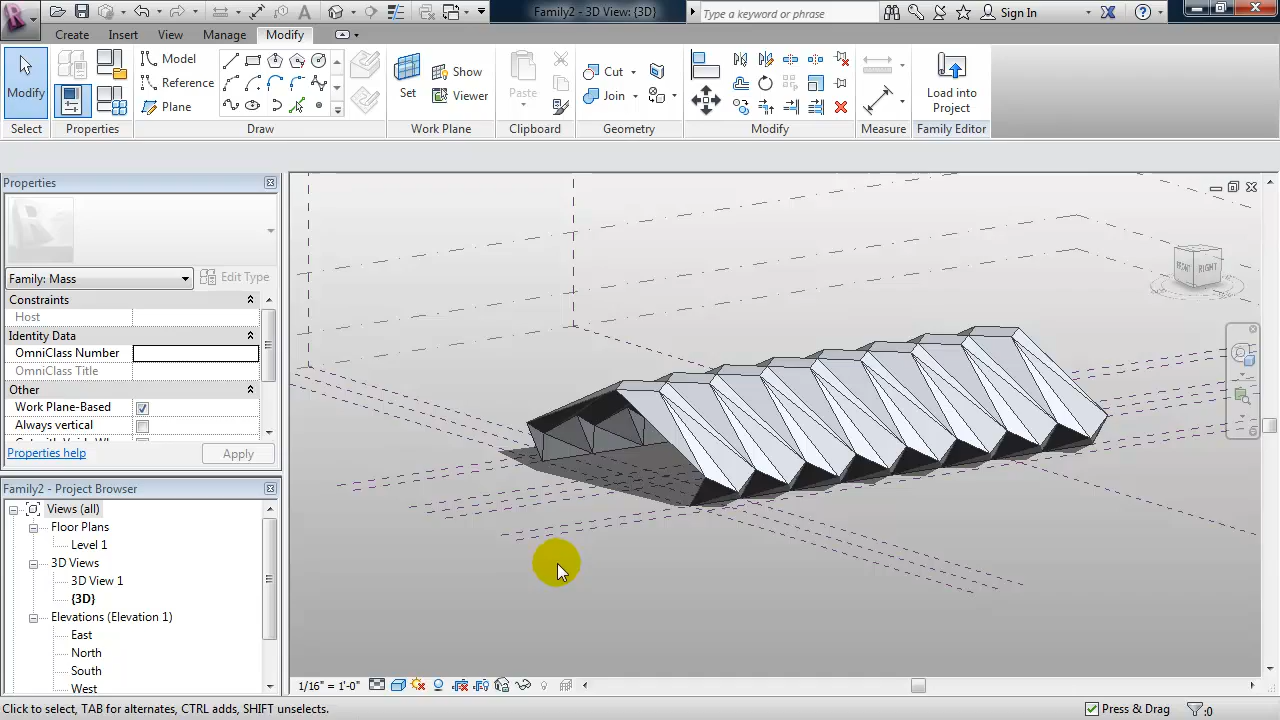 Family2 - 3D View: {3D}
Type a keyword or phrase
Sign In
Create
Insert
View
Manage
Modify
Modify
Select
Properties
Model
Reference
Plane
Draw
Set
Show
Viewer
Work Plane
Paste
Clipboard
Cut
Join
Geometry
Modify
Measure
Load into
Project
Family Editor
Properties
Family: Mass
Edit Type
Constraints
Host
Identity Data
OmniClass Number
OmniClass Title
Other
Work Plane-Based
Always vertical
Properties help
Apply
Family2 - Project Browser
Views (all)
Floor Plans
Level 1
3D Views
3D View 1
{3D}
Elevations (Elevation 1)
East
North
South
West
FRONT
RIGHT
1/16" = 1'-0"
Click to select, TAB for alternates, CTRL adds, SHIFT unselects.
Press & Drag
:0